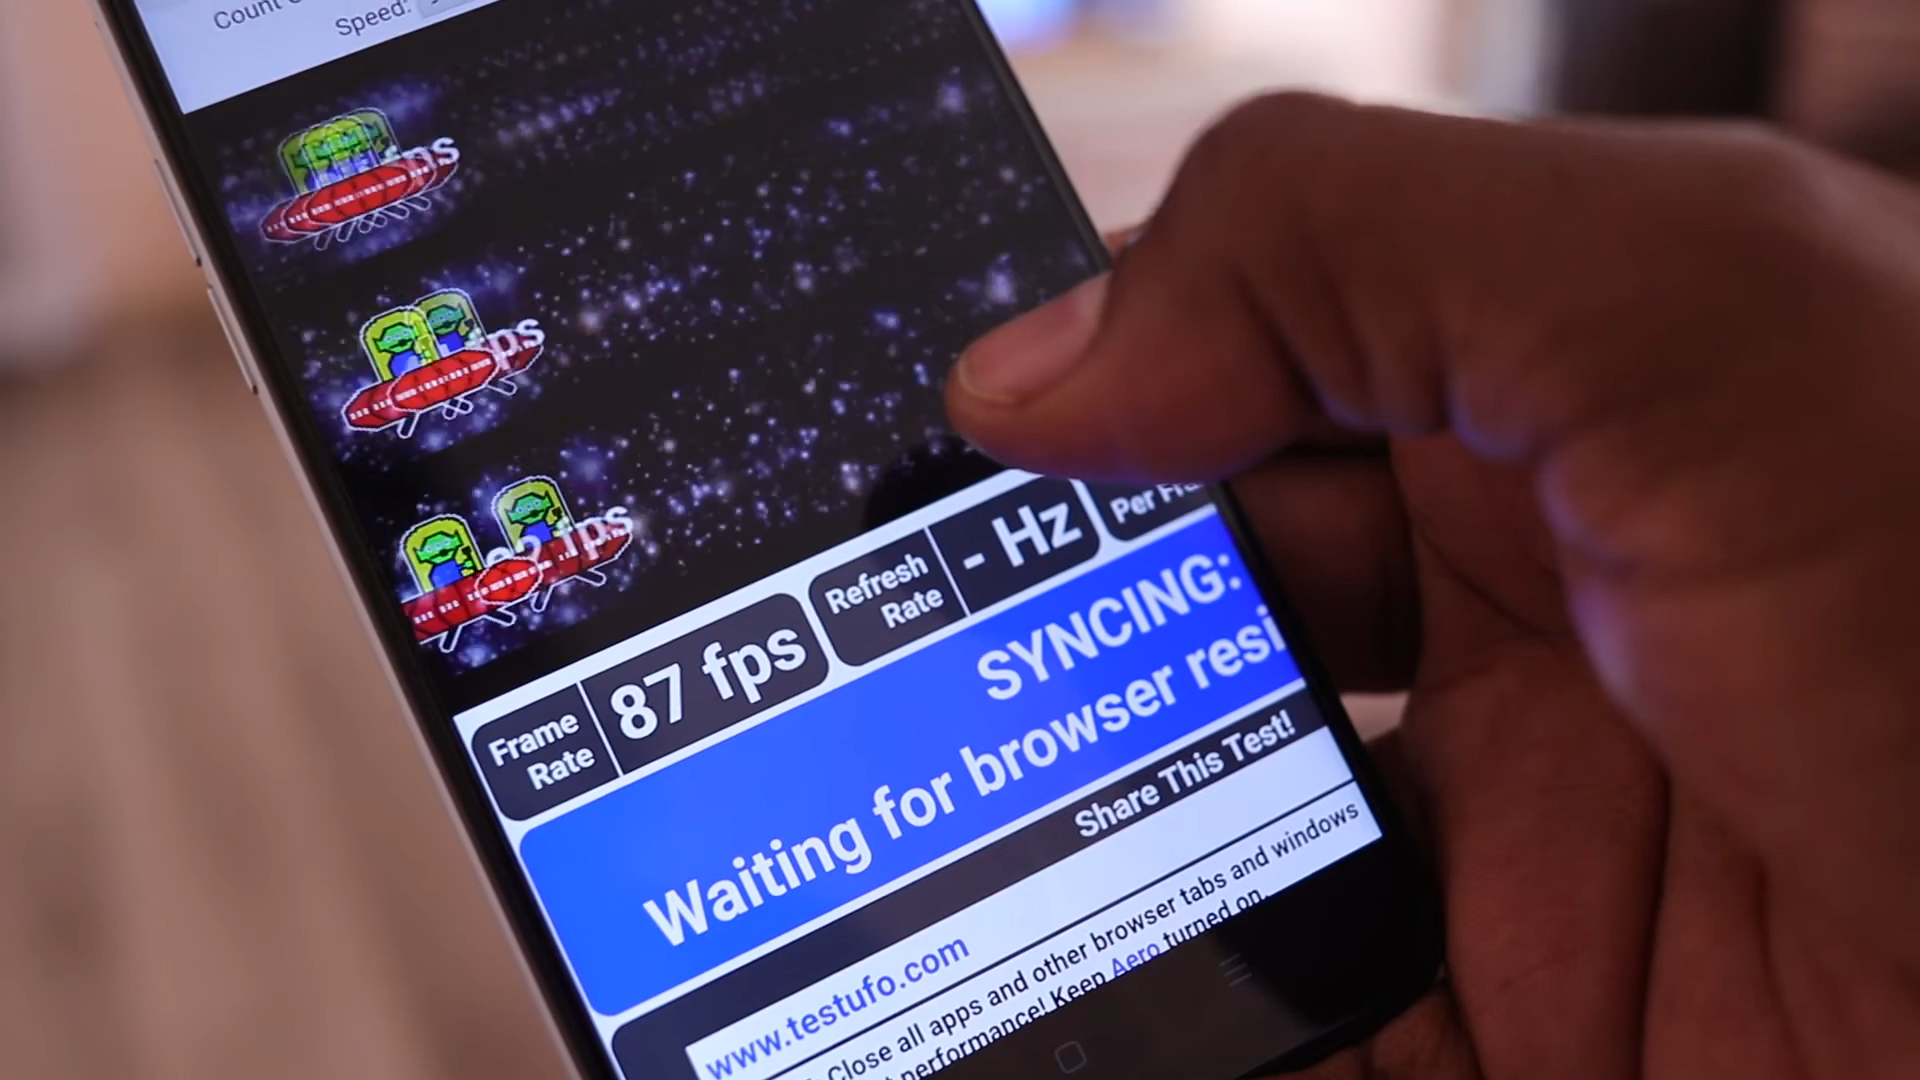 Count
Speed:
fps
Frame
Rate
87 fps
Refresh
Rate
- Hz
Per
SYNCING:
Waiting for browser resi
Share This Test!
www.testufo.com
Close all apps and other browser tabs and windows
performance! Keep Aero turned on.